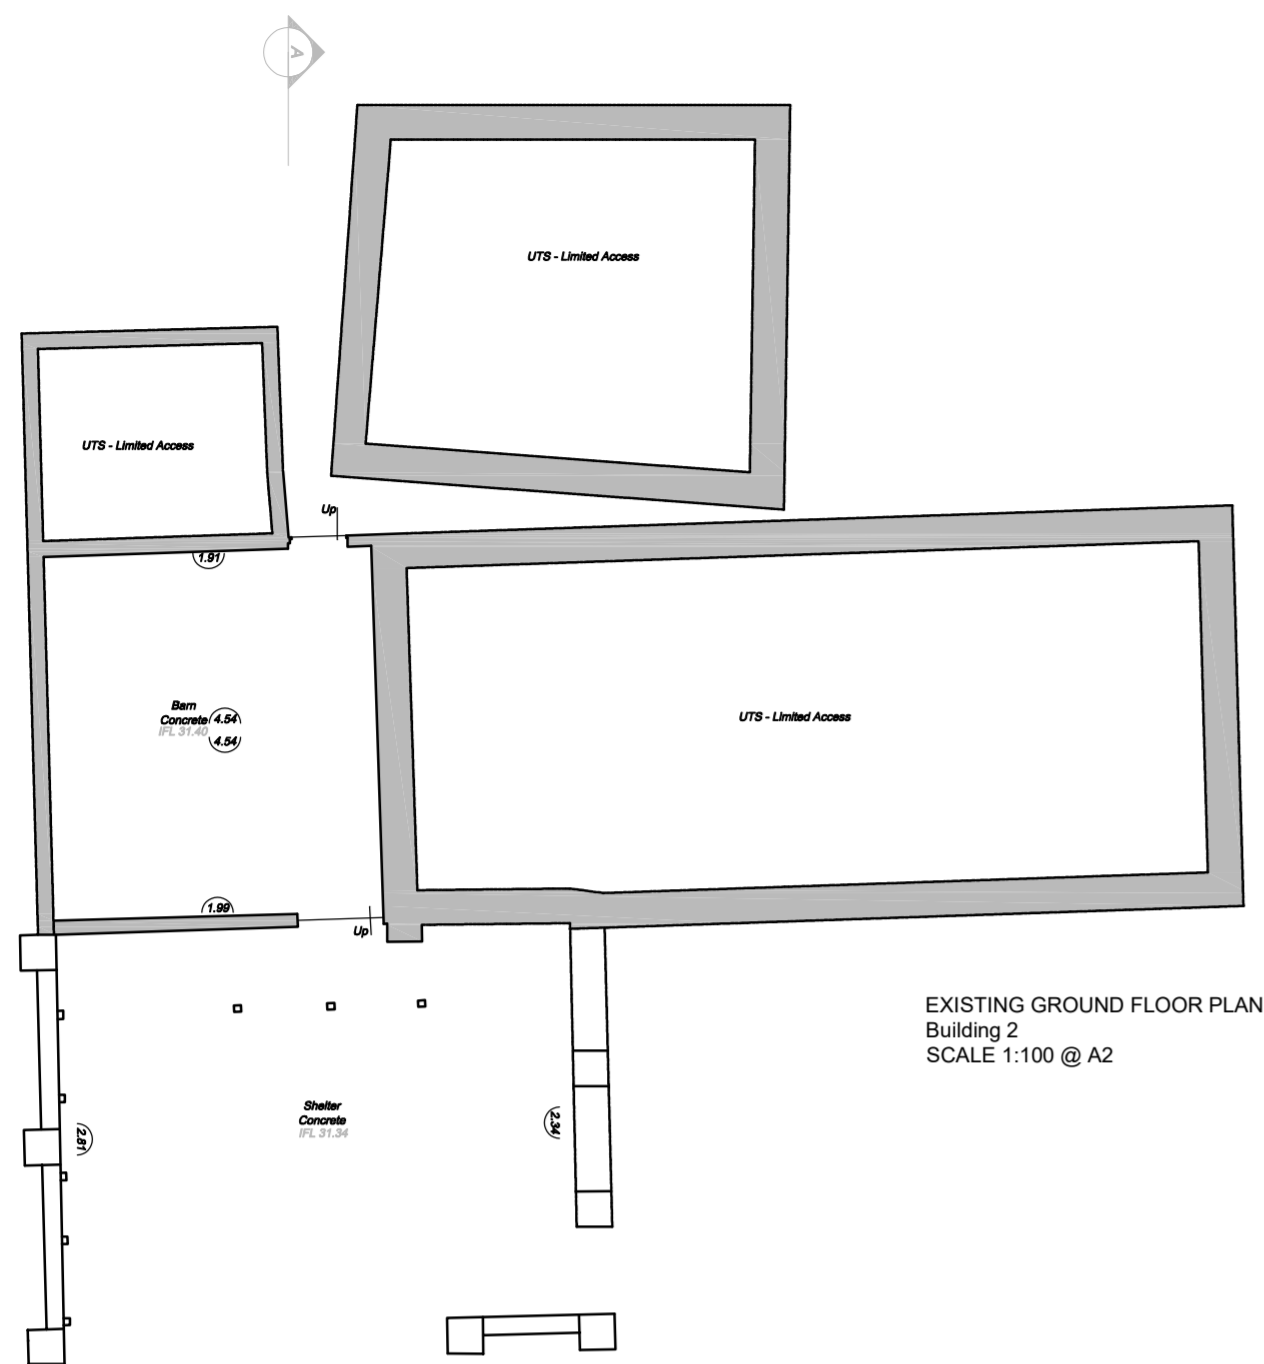 A
UTS - Limited Access
UTS - Limited Access
Up
1.91
Barn
Concrete
IFL 31.40
4.54
4.54
UTS - Limited Access
1.99
Up
EXISTING GROUND FLOOR PLAN
Building 2
SCALE 1:100 @ A2
Shelter
Concrete
IFL 31.34
2.81
2.34